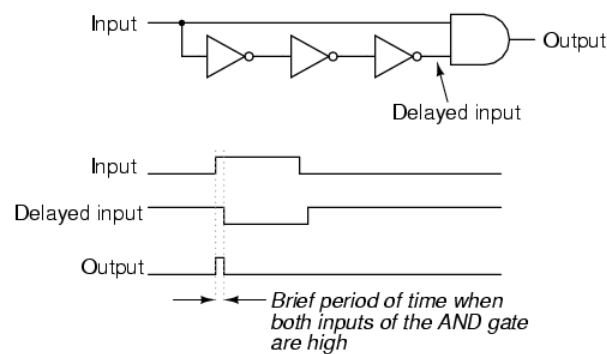 Input
Output
Delayed input
Input
Delayed input
Output
Brief period of time when
both inputs of the AND gate
are high